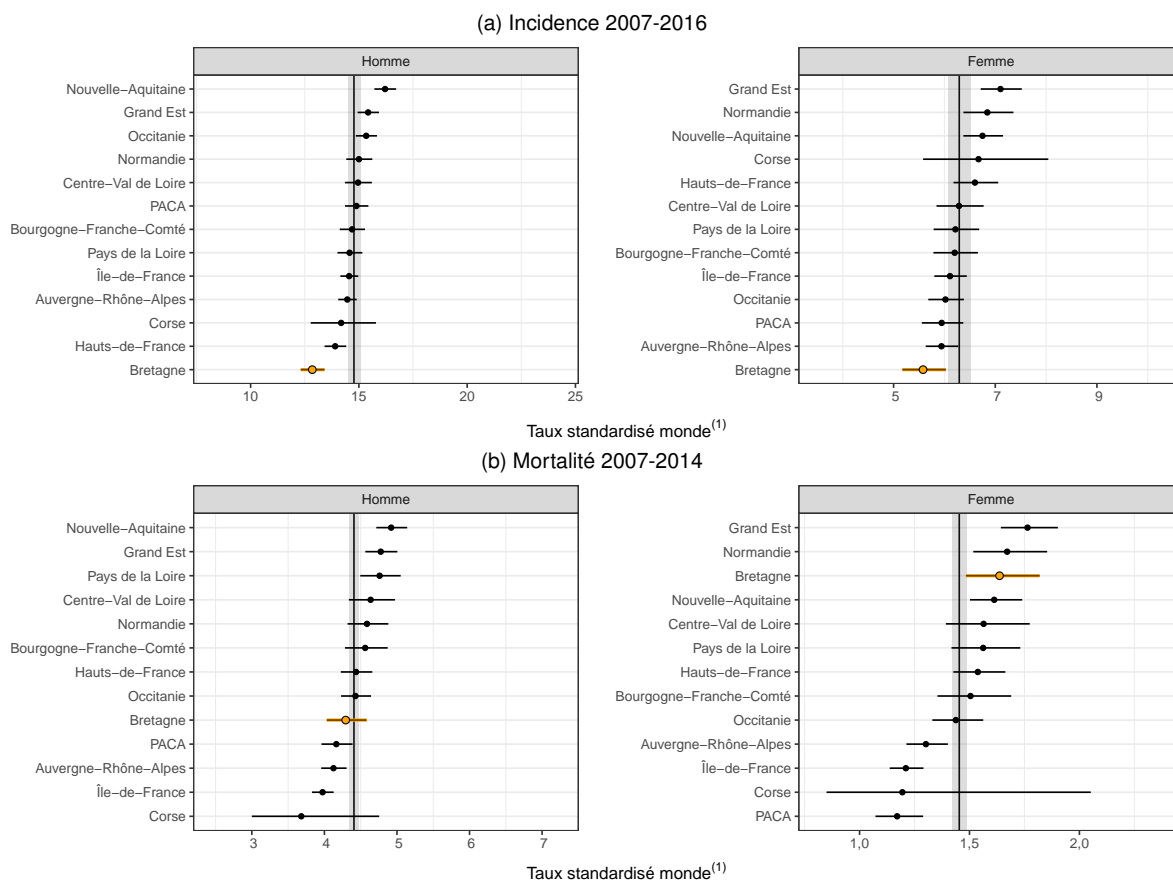 (a) Incidence 2007-2016
Homme
Nouvelle−Aquitaine
Grand Est
Occitanie
Normandie
Centre−Val de Loire
PACA
Bourgogne−Franche−Comté
Pays de la Loire
Île−de−France
Auvergne−Rhône−Alpes
Corse
Hauts−de−France
Bretagne
10 15 20 25
Femme
Grand Est
Normandie
Nouvelle−Aquitaine
Corse
Hauts−de−France
Centre−Val de Loire
Pays de la Loire
Bourgogne−Franche−Comté
Île−de−France
Occitanie
PACA
Auvergne−Rhône−Alpes
Bretagne
5 7 9
Taux standardisé monde(1)
(b) Mortalité 2007-2014
Homme
Nouvelle−Aquitaine
Grand Est
Pays de la Loire
Centre−Val de Loire
Normandie
Bourgogne−Franche−Comté
Hauts−de−France
Occitanie
Bretagne
PACA
Auvergne−Rhône−Alpes
Île−de−France
Corse
3 4 5 6 7
Femme
Grand Est
Normandie
Bretagne
Nouvelle−Aquitaine
Centre−Val de Loire
Pays de la Loire
Hauts−de−France
Bourgogne−Franche−Comté
Occitanie
Auvergne−Rhône−Alpes
Île−de−France
Corse
PACA
1,0 1,5 2,0
Taux standardisé monde(1)